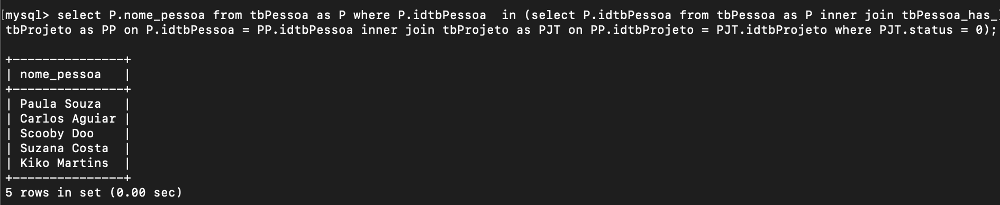 [mysql> select P.nome_pessoa from tbPessoa as P where P.idtbPessoa  in (select P.idtbPessoa from tbPessoa as P inner join tbPessoa_has_
tbProjeto as PP on P.idtbPessoa = PP.idtbPessoa inner join tbProjeto as PJT on PP.idtbProjeto = PJT.idtbProjeto where PJT.status = 0);
+---------------+
| nome_pessoa   |
+---------------+
| Paula Souza   |
| Carlos Aguiar |
| Scooby Doo    |
| Suzana Costa  |
| Kiko Martins  |
+---------------+
5 rows in set (0.00 sec)